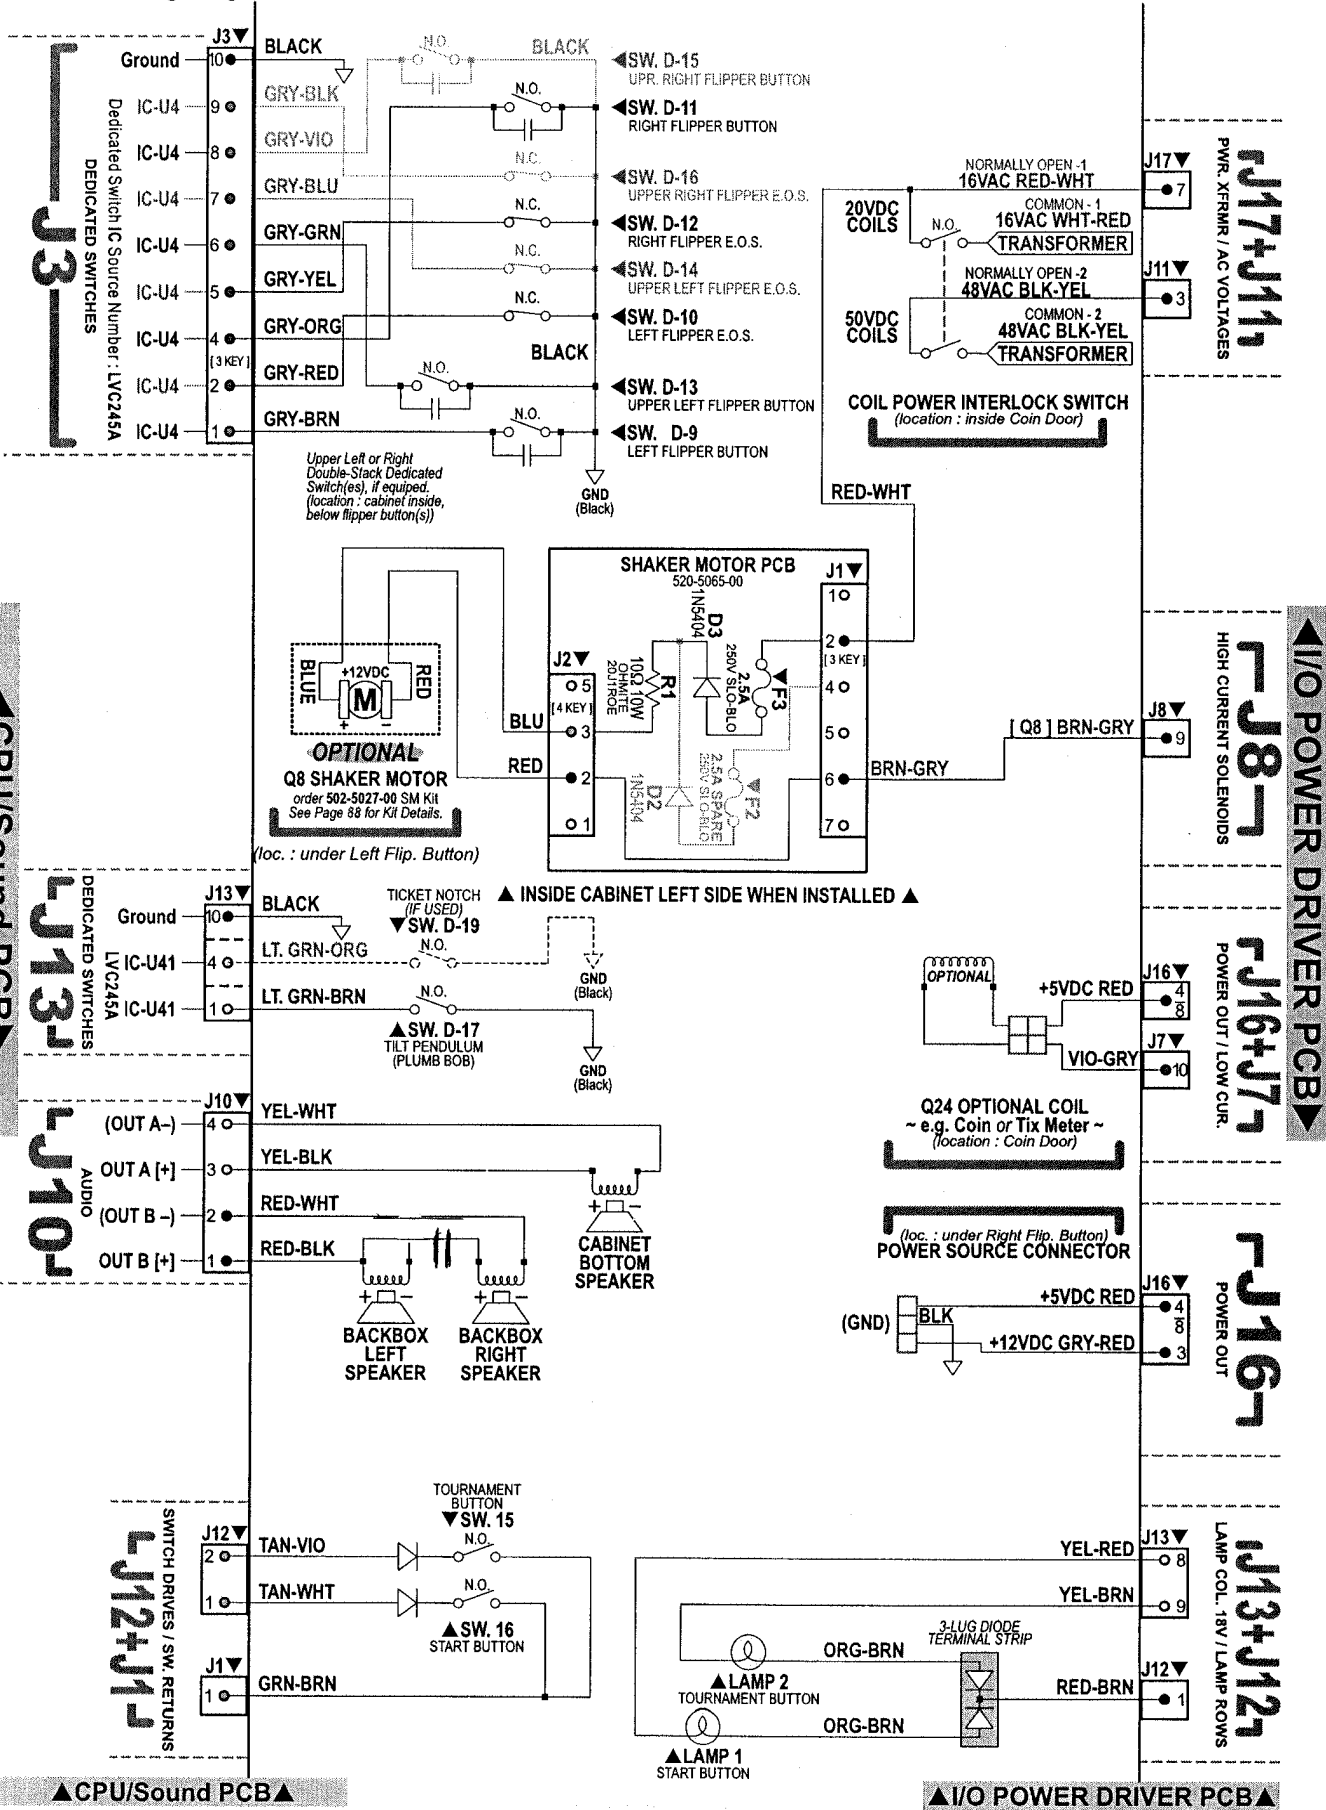 J3▼
Ground
10
BLACK
N.O.
BLACK
◀SW. D-15
UPR. RIGHT FLIPPER BUTTON
IC-U4
9
GRY-BLK
N.O.
◀SW. D-11
RIGHT FLIPPER BUTTON
IC-U4
8
GRY-VIO
N.C.
◀SW. D-16
UPPER RIGHT FLIPPER E.O.S.
IC-U4
7
GRY-BLU
N.C.
◀SW. D-12
RIGHT FLIPPER E.O.S.
IC-U4
6
GRY-GRN
N.C.
◀SW. D-14
UPPER LEFT FLIPPER E.O.S.
IC-U4
5
GRY-YEL
N.C.
◀SW. D-10
LEFT FLIPPER E.O.S.
IC-U4
4
GRY-ORG
BLACK
[3 KEY]
IC-U4
2
GRY-RED
N.O.
◀SW. D-13
UPPER LEFT FLIPPER BUTTON
IC-U4
1
GRY-BRN
N.O.
◀SW. D-9
LEFT FLIPPER BUTTON
GND
(Black)
J3
DEDICATED SWITCHES
Dedicated Switch IC Source Number : LVC245A
Upper Left or Right
Double-Stack Dedicated
Switch(es), if equiped.
(location : cabinet inside,
below flipper button(s))
J17▼
7
NORMALLY OPEN -1
16VAC RED-WHT
20VDC
COILS
N.O.
COMMON - 1
16VAC WHT-RED
TRANSFORMER
J11▼
3
NORMALLY OPEN -2
48VAC BLK-YEL
50VDC
COILS
COMMON - 2
48VAC BLK-YEL
TRANSFORMER
COIL POWER INTERLOCK SWITCH
(location : inside Coin Door)
J17+J11
PWR. XFRMR / AC VOLTAGES
RED-WHT
SHAKER MOTOR PCB
520-5065-00
J1▼
1
2
[3 KEY]
4
5
6
7
1N5404
D3
250V SLO-BLO
2.5A
▼F3
R1
10Ω 10W
OHMITE
20J1R0E
J2▼
5
[4 KEY]
3
2
1
1N5404
D2
250V SLO-BLO
2.5A SPARE
▼F2
BLU
RED
BLUE
+12VDC
M
+ −
RED
OPTIONAL
Q8 SHAKER MOTOR
order 502-5027-00 SM Kit
See Page 88 for Kit Details.
(loc. : under Left Flip. Button)
▲ INSIDE CABINET LEFT SIDE WHEN INSTALLED ▲
BRN-GRY
[ Q8 ] BRN-GRY
J8▼
9
J8
HIGH CURRENT SOLENOIDS
◀I/O POWER DRIVER PCB▶
◀CPU/Sound PCB▶
J13▼
Ground
10
BLACK
TICKET NOTCH
(IF USED)
▼SW. D-19
IC-U41
4
LT. GRN-ORG
N.O.
GND
(Black)
IC-U41
1
LT. GRN-BRN
N.O.
▲SW. D-17
TILT PENDULUM
(PLUMB BOB)
GND
(Black)
J13
DEDICATED SWITCHES
LVC245A
OPTIONAL
J16▼
+5VDC RED
4
8
J7▼
VIO-GRY
10
Q24 OPTIONAL COIL
~ e.g. Coin or Tix Meter ~
(location : Coin Door)
J16+J7
POWER OUT / LOW CUR.
J10▼
(OUT A–)
4
YEL-WHT
OUT A [+]
3
YEL-BLK
(OUT B –)
2
RED-WHT
OUT B [+]
1
RED-BLK
J10
AUDIO
+ −
CABINET
BOTTOM
SPEAKER
+ −
BACKBOX
LEFT
SPEAKER
+ −
BACKBOX
RIGHT
SPEAKER
(loc. : under Right Flip. Button)
POWER SOURCE CONNECTOR
J16▼
+5VDC RED
4
8
(GND)
BLK
+12VDC GRY-RED
3
J16
POWER OUT
TOURNAMENT
BUTTON
▼SW. 15
J12▼
2
TAN-VIO
N.O.
1
TAN-WHT
N.O.
▲SW. 16
START BUTTON
J1▼
1
GRN-BRN
J12+J1
SWITCH DRIVES / SW. RETURNS
J13▼
YEL-RED
8
YEL-BRN
9
3-LUG DIODE
TERMINAL STRIP
ORG-BRN
▲LAMP 2
TOURNAMENT BUTTON
J12▼
RED-BRN
1
ORG-BRN
▲LAMP 1
START BUTTON
J13+J12
LAMP COL. 18V / LAMP ROWS
▲CPU/Sound PCB▲
▲I/O POWER DRIVER PCB▲